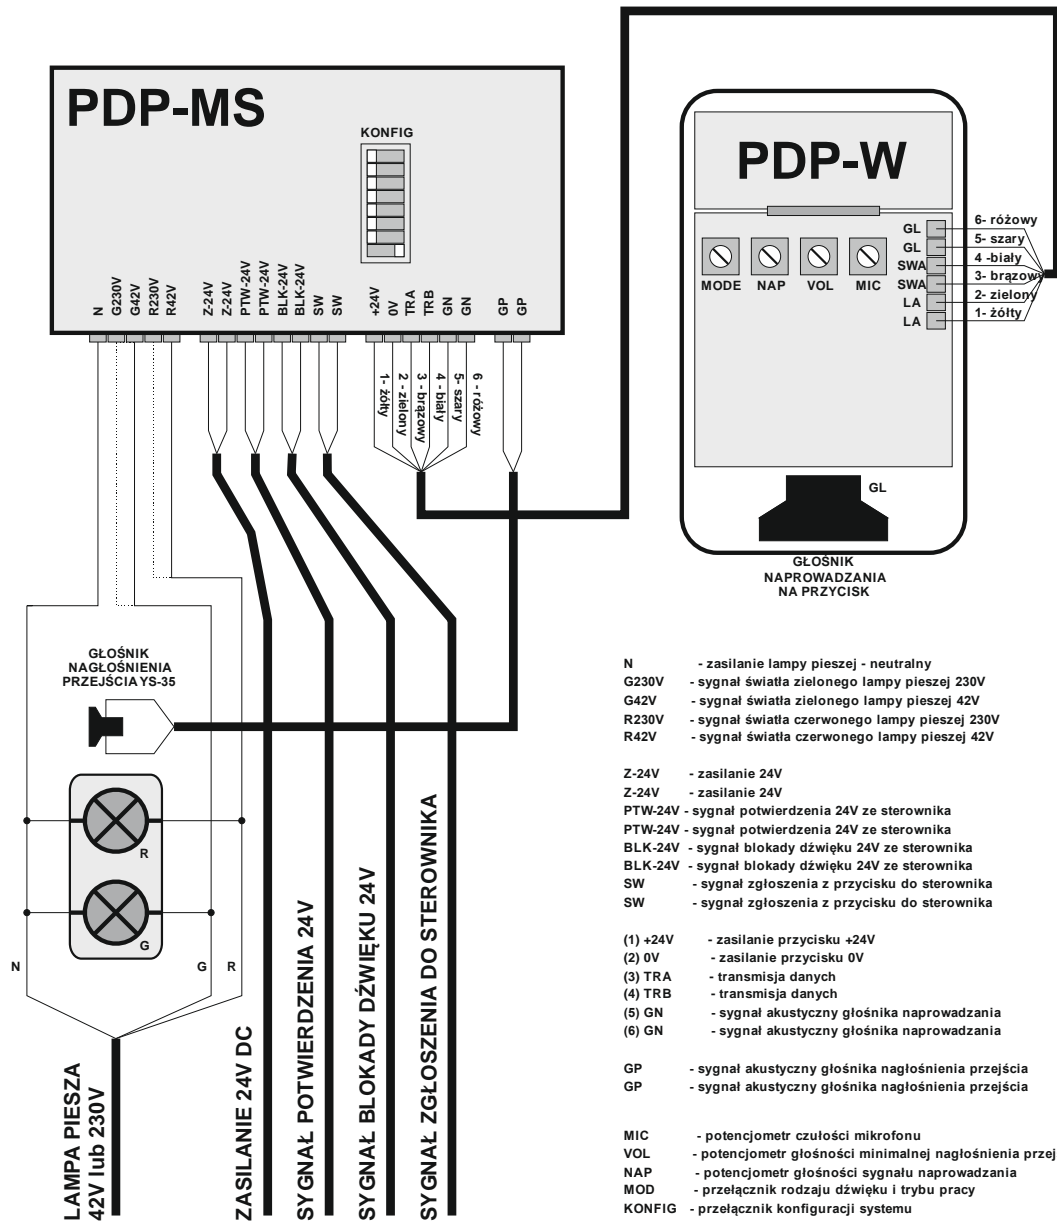 PDP-MS
KONFIG
N
G230V
G42V
R230V
R42V
Z-24V
Z-24V
PTW-24V
PTW-24V
BLK-24V
BLK-24V
SW
SW
+24V
0V
TRA
TRB
GN
GN
GP
GP
1- żółty
2 - zielony
3 - brązowy
4 - biały
5- szary
6 - różowy
PDP-W
MODE
NAP
VOL
MIC
GL
GL
SWA
SWA
LA
LA
6- różowy
5- szary
4 -biały
3- brązowy
2- zielony
1- żółty
GL
GŁOŚNIK
NAPROWADZANIA
NA PRZYCISK
GŁOŚNIK
NAGŁOŚNIENIA
PRZEJŚCIA YS-35
R
G
N
G
R
LAMPA PIESZA
42V lub 230V
ZASILANIE 24V DC
SYGNAŁ POTWIERDZENIA 24V
SYGNAŁ BLOKADY DŹWIĘKU 24V
SYGNAŁ ZGŁOSZENIA DO STEROWNIKA
N - zasilanie lampy pieszej - neutralny
G230V - sygnał światła zielonego lampy pieszej 230V
G42V - sygnał światła zielonego lampy pieszej 42V
R230V - sygnał światła czerwonego lampy pieszej 230V
R42V - sygnał światła czerwonego lampy pieszej 42V
Z-24V - zasilanie 24V
Z-24V - zasilanie 24V
PTW-24V - sygnał potwierdzenia 24V ze sterownika
PTW-24V - sygnał potwierdzenia 24V ze sterownika
BLK-24V - sygnał blokady dźwięku 24V ze sterownika
BLK-24V - sygnał blokady dźwięku 24V ze sterownika
SW - sygnał zgłoszenia z przycisku do sterownika
SW - sygnał zgłoszenia z przycisku do sterownika
(1) +24V - zasilanie przycisku +24V
(2) 0V - zasilanie przycisku 0V
(3) TRA - transmisja danych
(4) TRB - transmisja danych
(5) GN - sygnał akustyczny głośnika naprowadzania
(6) GN - sygnał akustyczny głośnika naprowadzania
GP - sygnał akustyczny głośnika nagłośnienia przejścia
GP - sygnał akustyczny głośnika nagłośnienia przejścia
MIC - potencjometr czułości mikrofonu
VOL - potencjometr głośności minimalnej nagłośnienia przej
NAP - potencjometr głośności sygnału naprowadzania
MOD - przełącznik rodzaju dźwięku i trybu pracy
KONFIG - przełącznik konfiguracji systemu